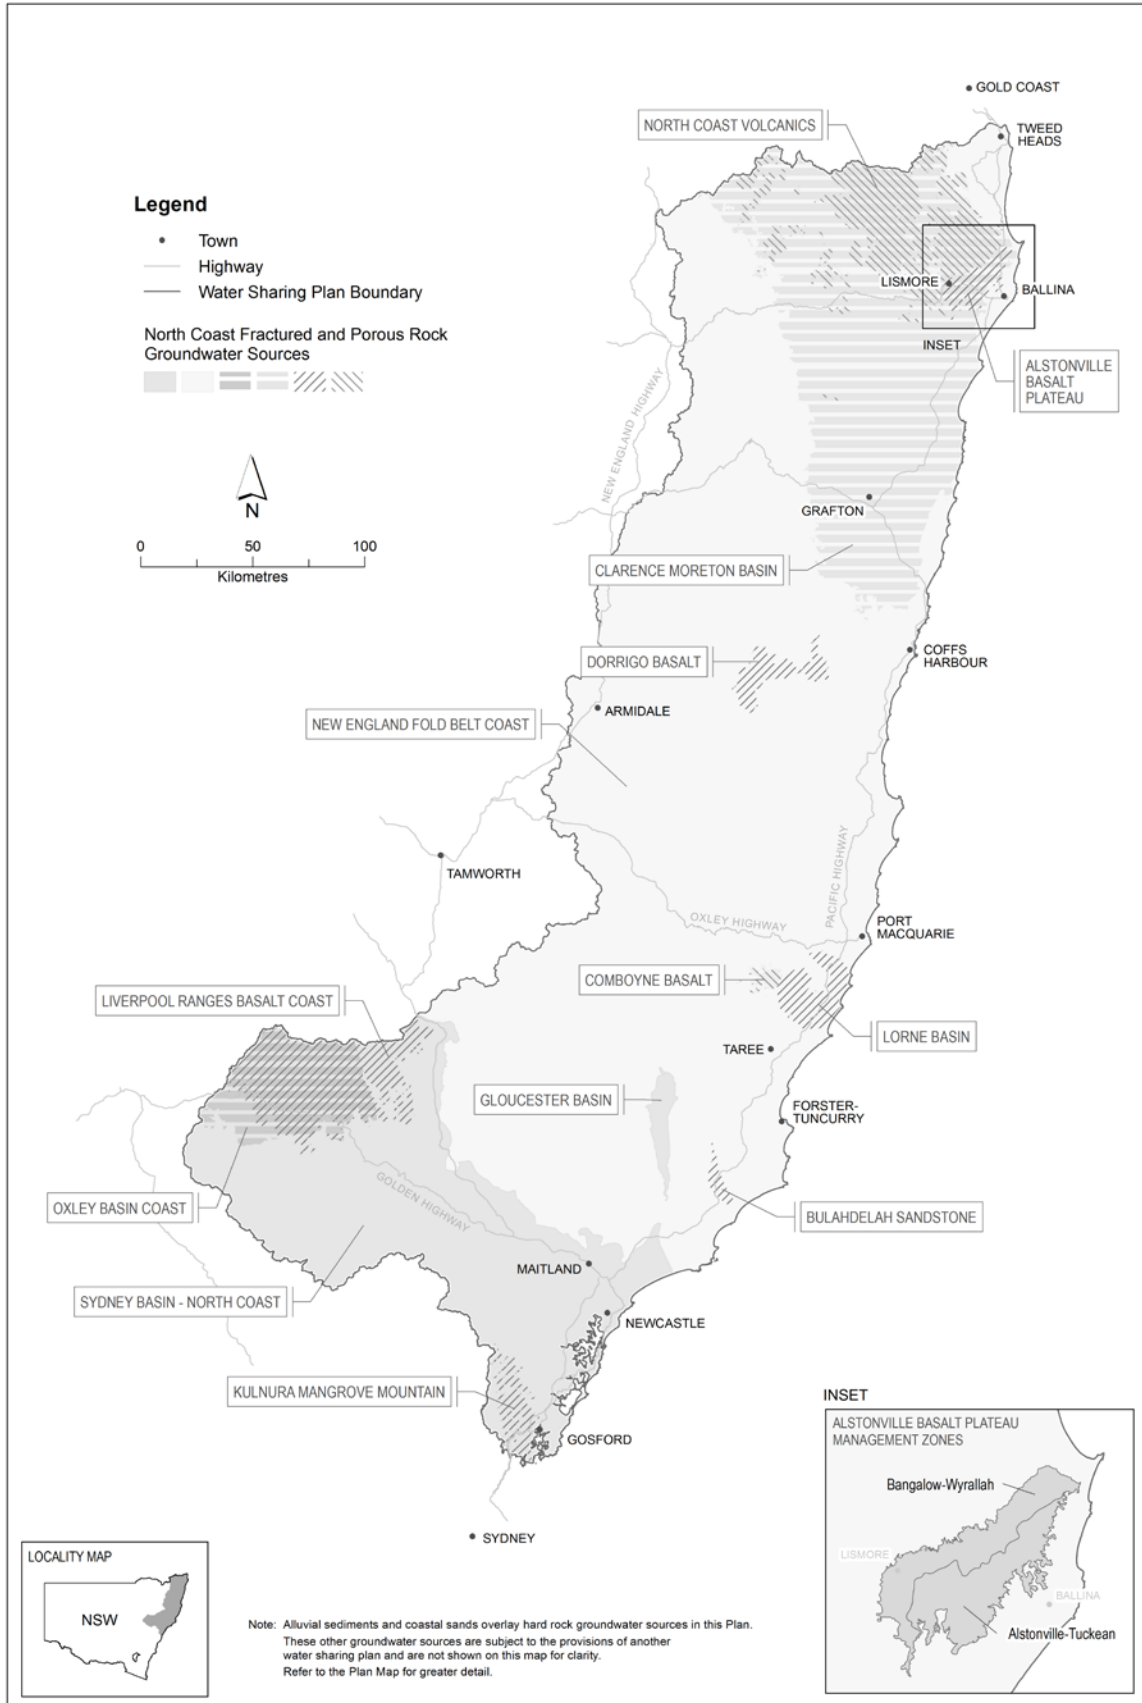 GOLD COAST
NORTH COAST VOLCANICS
TWEED
HEADS
Legend
Town
Highway
Water Sharing Plan Boundary
North Coast Fractured and Porous Rock
Groundwater Sources
LISMORE
BALLINA
INSET
ALSTONVILLE
BASALT
PLATEAU
NEW ENGLAND HIGHWAY
N
0 50 100
Kilometres
GRAFTON
CLARENCE MORETON BASIN
DORRIGO BASALT
COFFS
HARBOUR
ARMIDALE
NEW ENGLAND FOLD BELT COAST
TAMWORTH
PACIFIC HIGHWAY
OXLEY HIGHWAY
PORT
MACQUARIE
COMBOYNE BASALT
LIVERPOOL RANGES BASALT COAST
LORNE BASIN
TAREE
GLOUCESTER BASIN
FORSTER-
TUNCURRY
OXLEY BASIN COAST
GOLDEN HIGHWAY
BULAHDELAH SANDSTONE
MAITLAND
SYDNEY BASIN - NORTH COAST
NEWCASTLE
KULNURA MANGROVE MOUNTAIN
GOSFORD
SYDNEY
INSET
ALSTONVILLE BASALT PLATEAU
MANAGEMENT ZONES
Bangalow-Wyrallah
LISMORE
BALLINA
Alstonville-Tuckean
LOCALITY MAP
NSW
Note: Alluvial sediments and coastal sands overlay hard rock groundwater sources in this Plan.
These other groundwater sources are subject to the provisions of another
water sharing plan and are not shown on this map for clarity.
Refer to the Plan Map for greater detail.